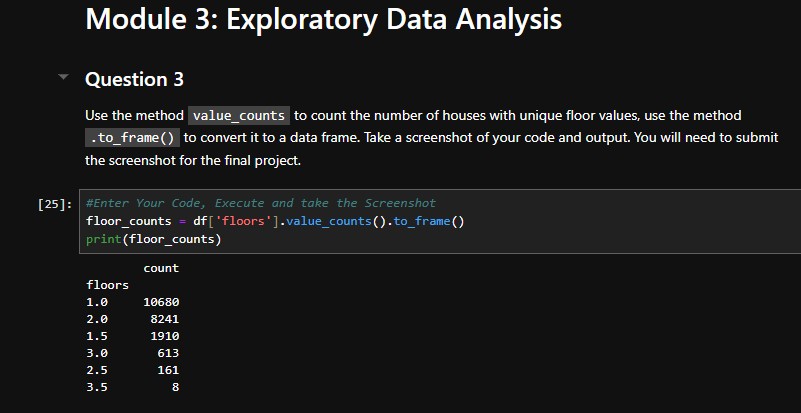 Module 3: Exploratory Data Analysis
Question 3
Use the method value_counts to count the number of houses with unique floor values, use the method
.to_frame() to convert it to a data frame. Take a screenshot of your code and output. You will need to submit
the screenshot for the final project.
[25]: #Enter Your Code, Execute and take the Screenshot
floor_counts = df['floors'].value_counts().to_frame()
print(floor_counts)
count
floors
1.0 10680
2.0 8241
1.5 1910
3.0 613
2.5 161
3.5 8